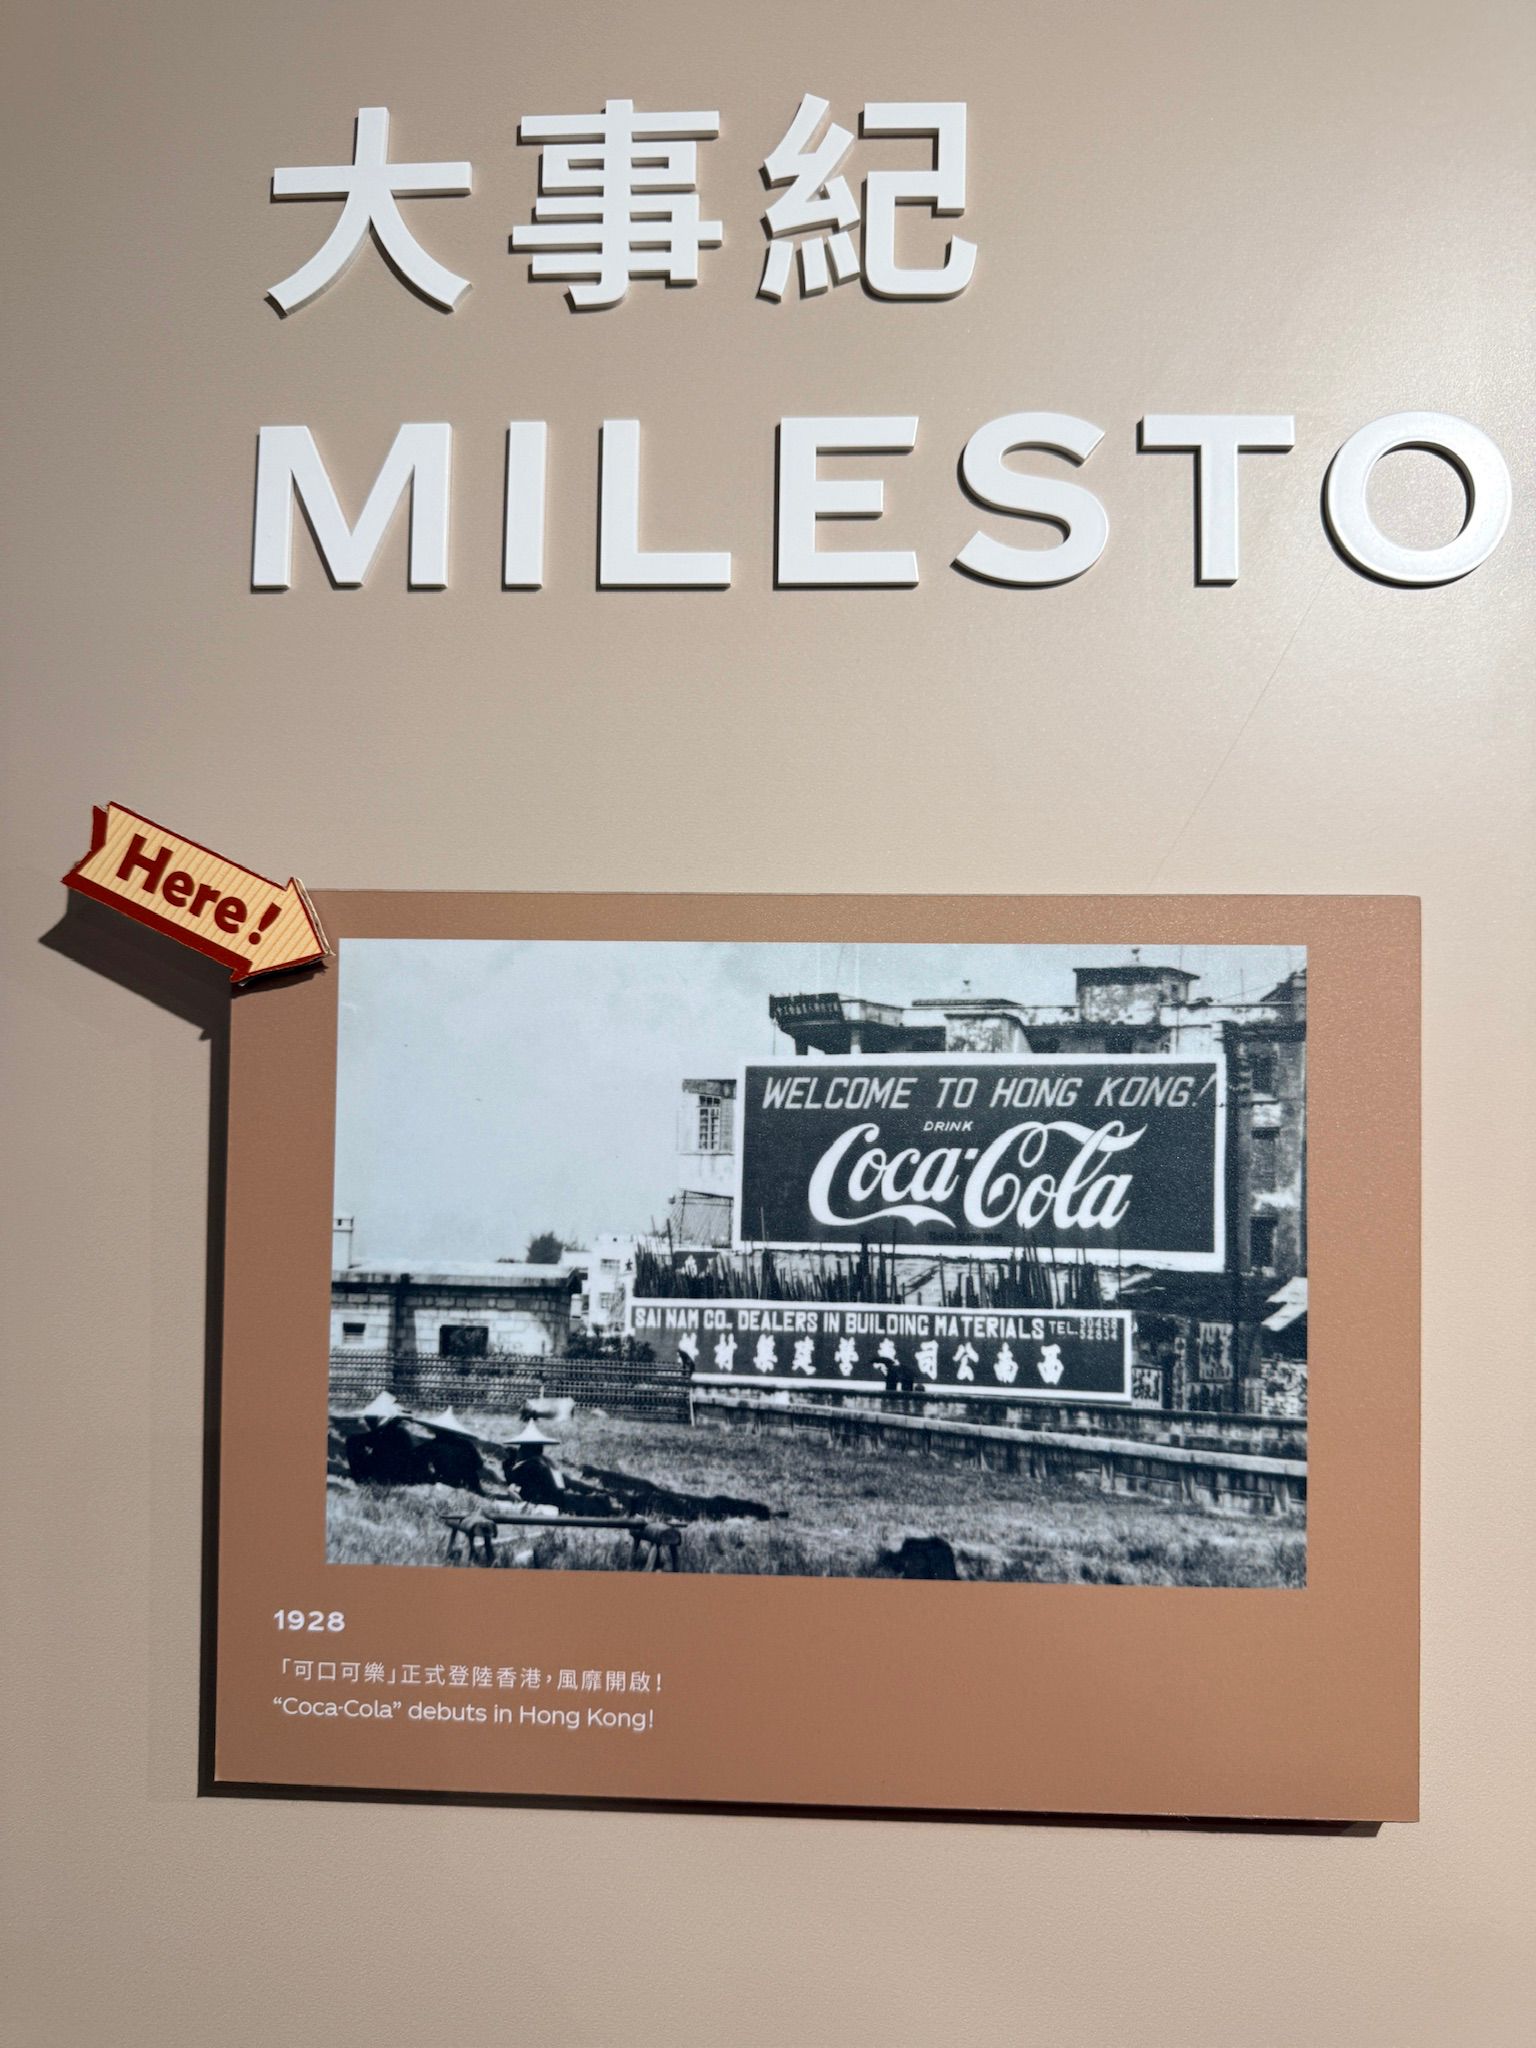 大事紀
MILESTO
Here!
WELCOME TO HONG KONG!
DRINK
Coca-Cola
SAI NAM CO. DEALERS IN BUILDING MATERIALS TEL. 50456
52834
西南公司專營建築材料
1928
「可口可樂」正式登陸香港，風靡開啟！
“Coca-Cola” debuts in Hong Kong!